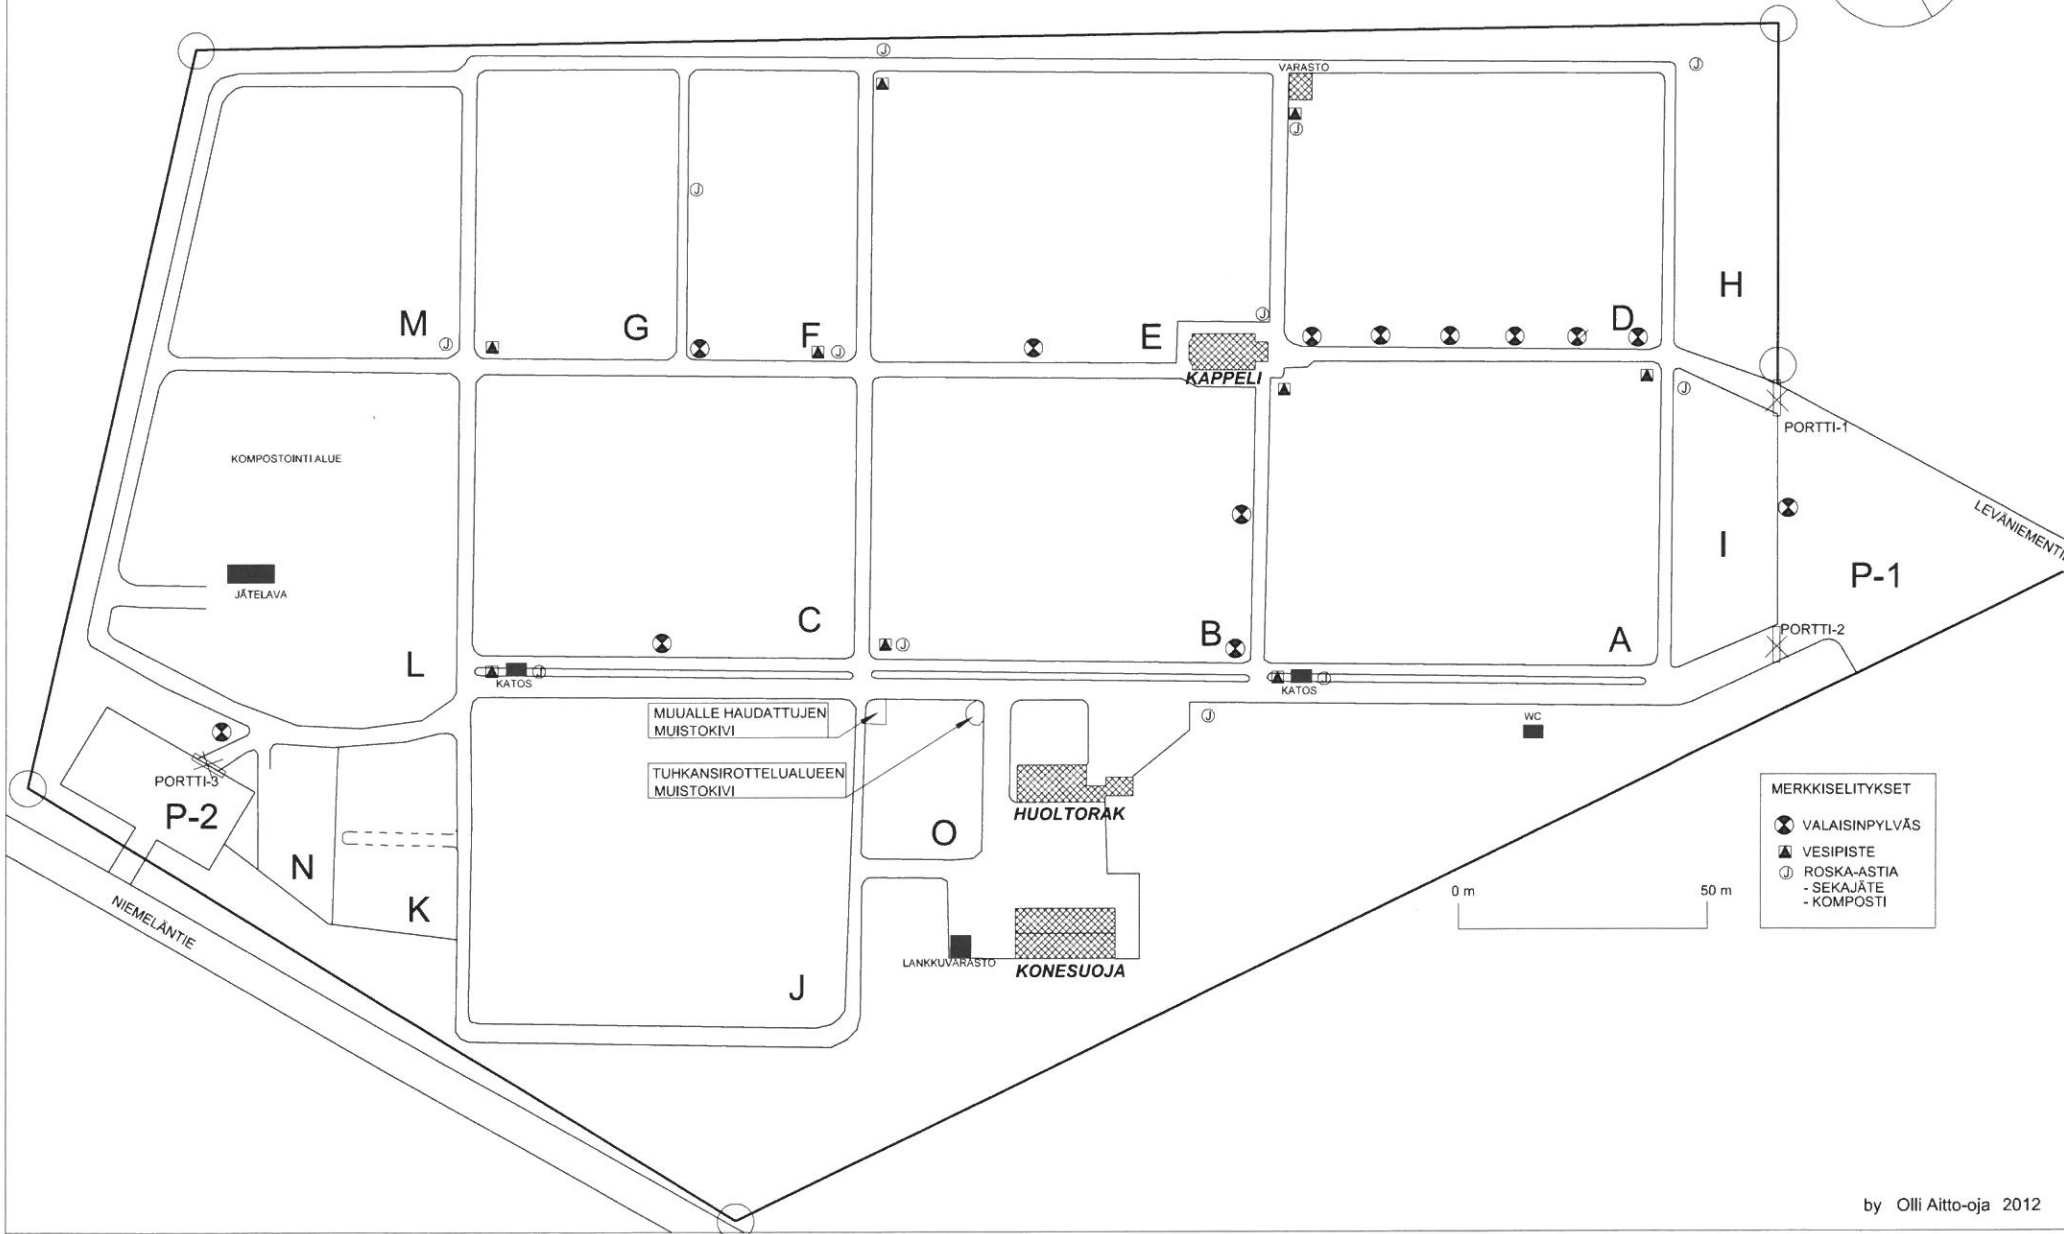 VARASTO
H
M
G
F
E
D
KAPPELI
PORTTI-1
KOMPOSTOINTI ALUE
LEVÄNIEMENTI
I
P-1
JÄTELAVA
C
B
A
PORTTI-2
L
KATOS
KATOS
MUUALLE HAUDATTUJEN
MUISTOKIVI
WC
TUHKANSIROTTELUALUEEN
MUISTOKIVI
PORTTI-3
P-2
HUOLTORAK
O
N
K
NIEMELÄNTIE
J
LANKKUVARASTO
KONESUOJA
MERKKISELITYKSET
VALAISINPYLVÄS
VESIPISTE
J ROSKA-ASTIA
- SEKAJÄTE
- KOMPOSTI
0 m 50 m
by Olli Aitto-oja 2012